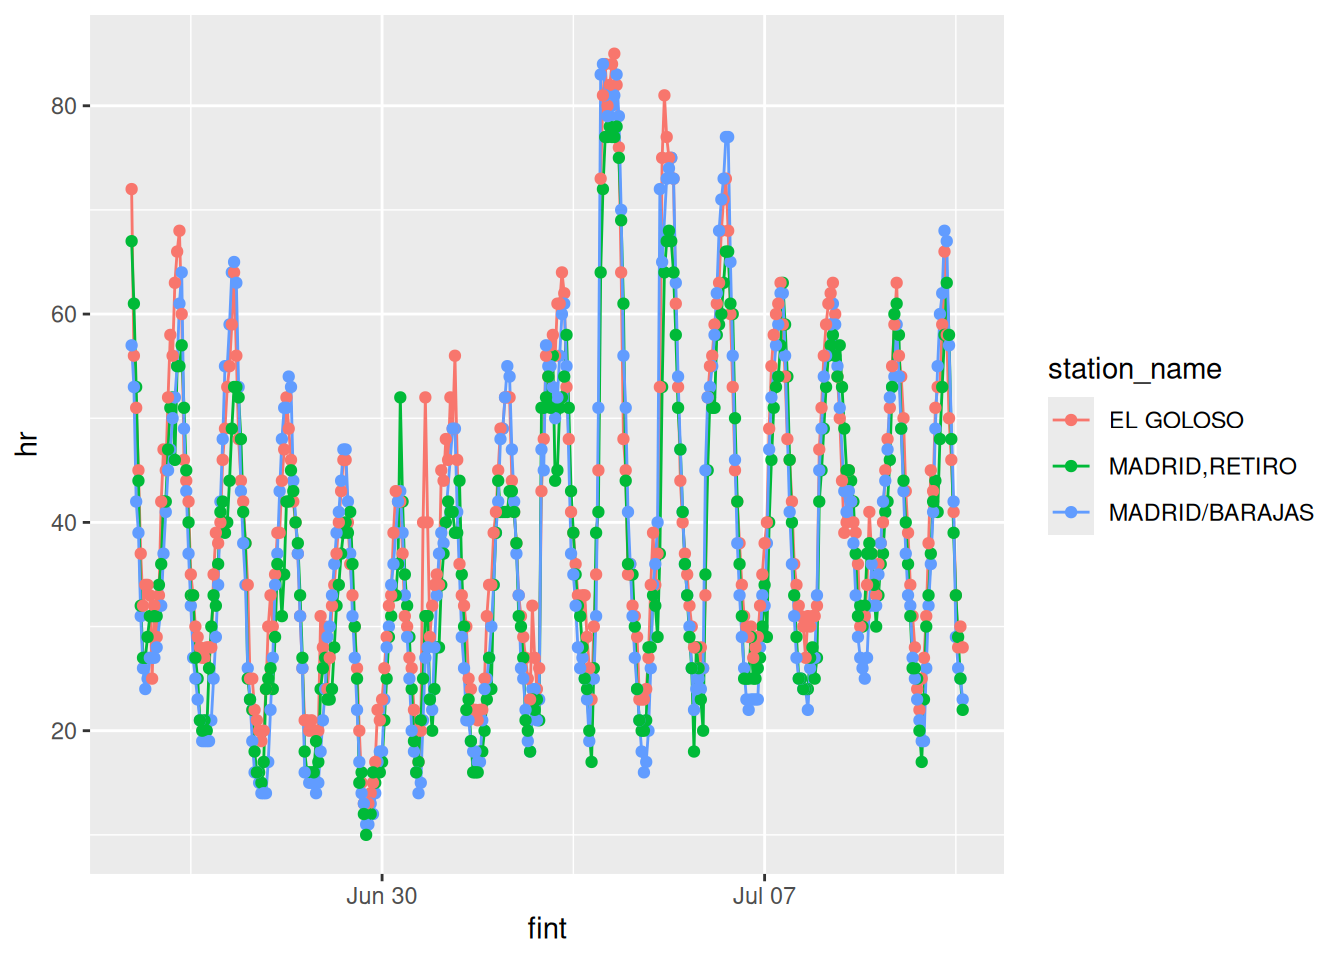 80
60
40
20
hr
Jun 30
Jul 07
fint
station_name
EL GOLOSO
MADRID,RETIRO
MADRID/BARAJAS